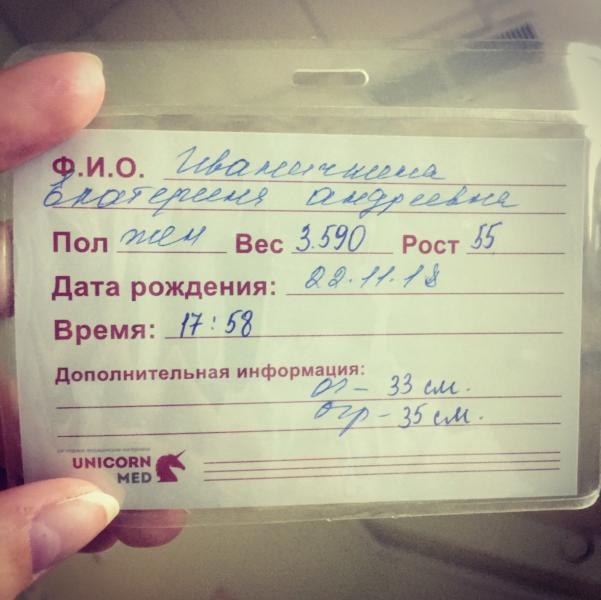 Ф.И.О. Иваничкина
Екатерина Андреевна
Пол жен Вес 3.590 Рост 55
Дата рождения: 22.11.18
Время: 17:58
Дополнительная информация:
ог - 33 см.
огр - 35 см.
UNICORN
MED